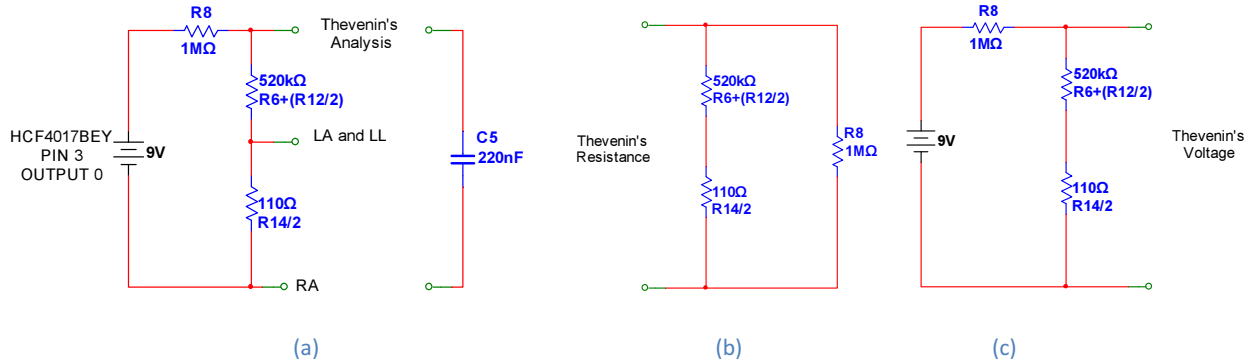 R8
1MΩ
Thevenin's
Analysis
520kΩ
R6+(R12/2)
HCF4017BEY
PIN 3
OUTPUT 0
9V
LA and LL
110Ω
R14/2
RA
C5
220nF
(a)
Thevenin's
Resistance
520kΩ
R6+(R12/2)
110Ω
R14/2
R8
1MΩ
(b)
R8
1MΩ
9V
520kΩ
R6+(R12/2)
110Ω
R14/2
Thevenin's
Voltage
(c)